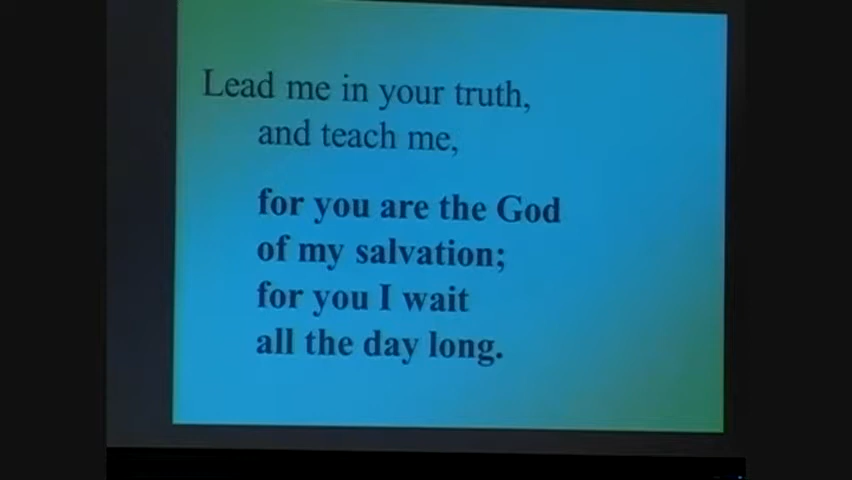 Lead me in your truth,
and teach me,
for you are the God
of my salvation;
for you I wait
all the day long.